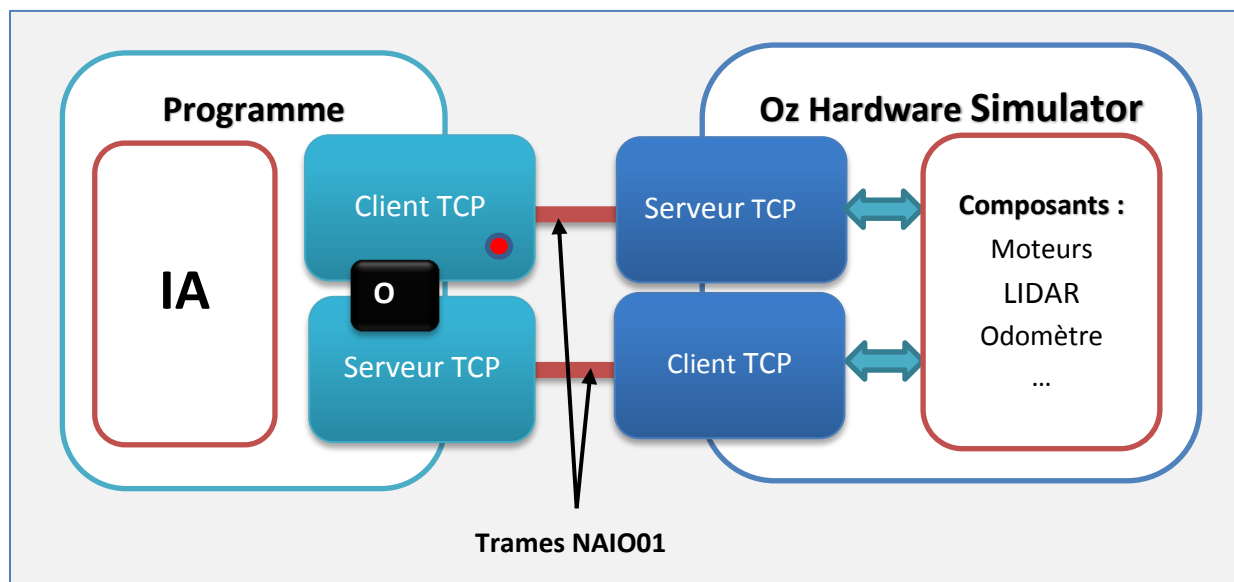 Programme
Oz Hardware Simulator
IA
Client TCP
O
Serveur TCP
Serveur TCP
Client TCP
Composants :
Moteurs
LIDAR
Odomètre
...
Trames NAIO01